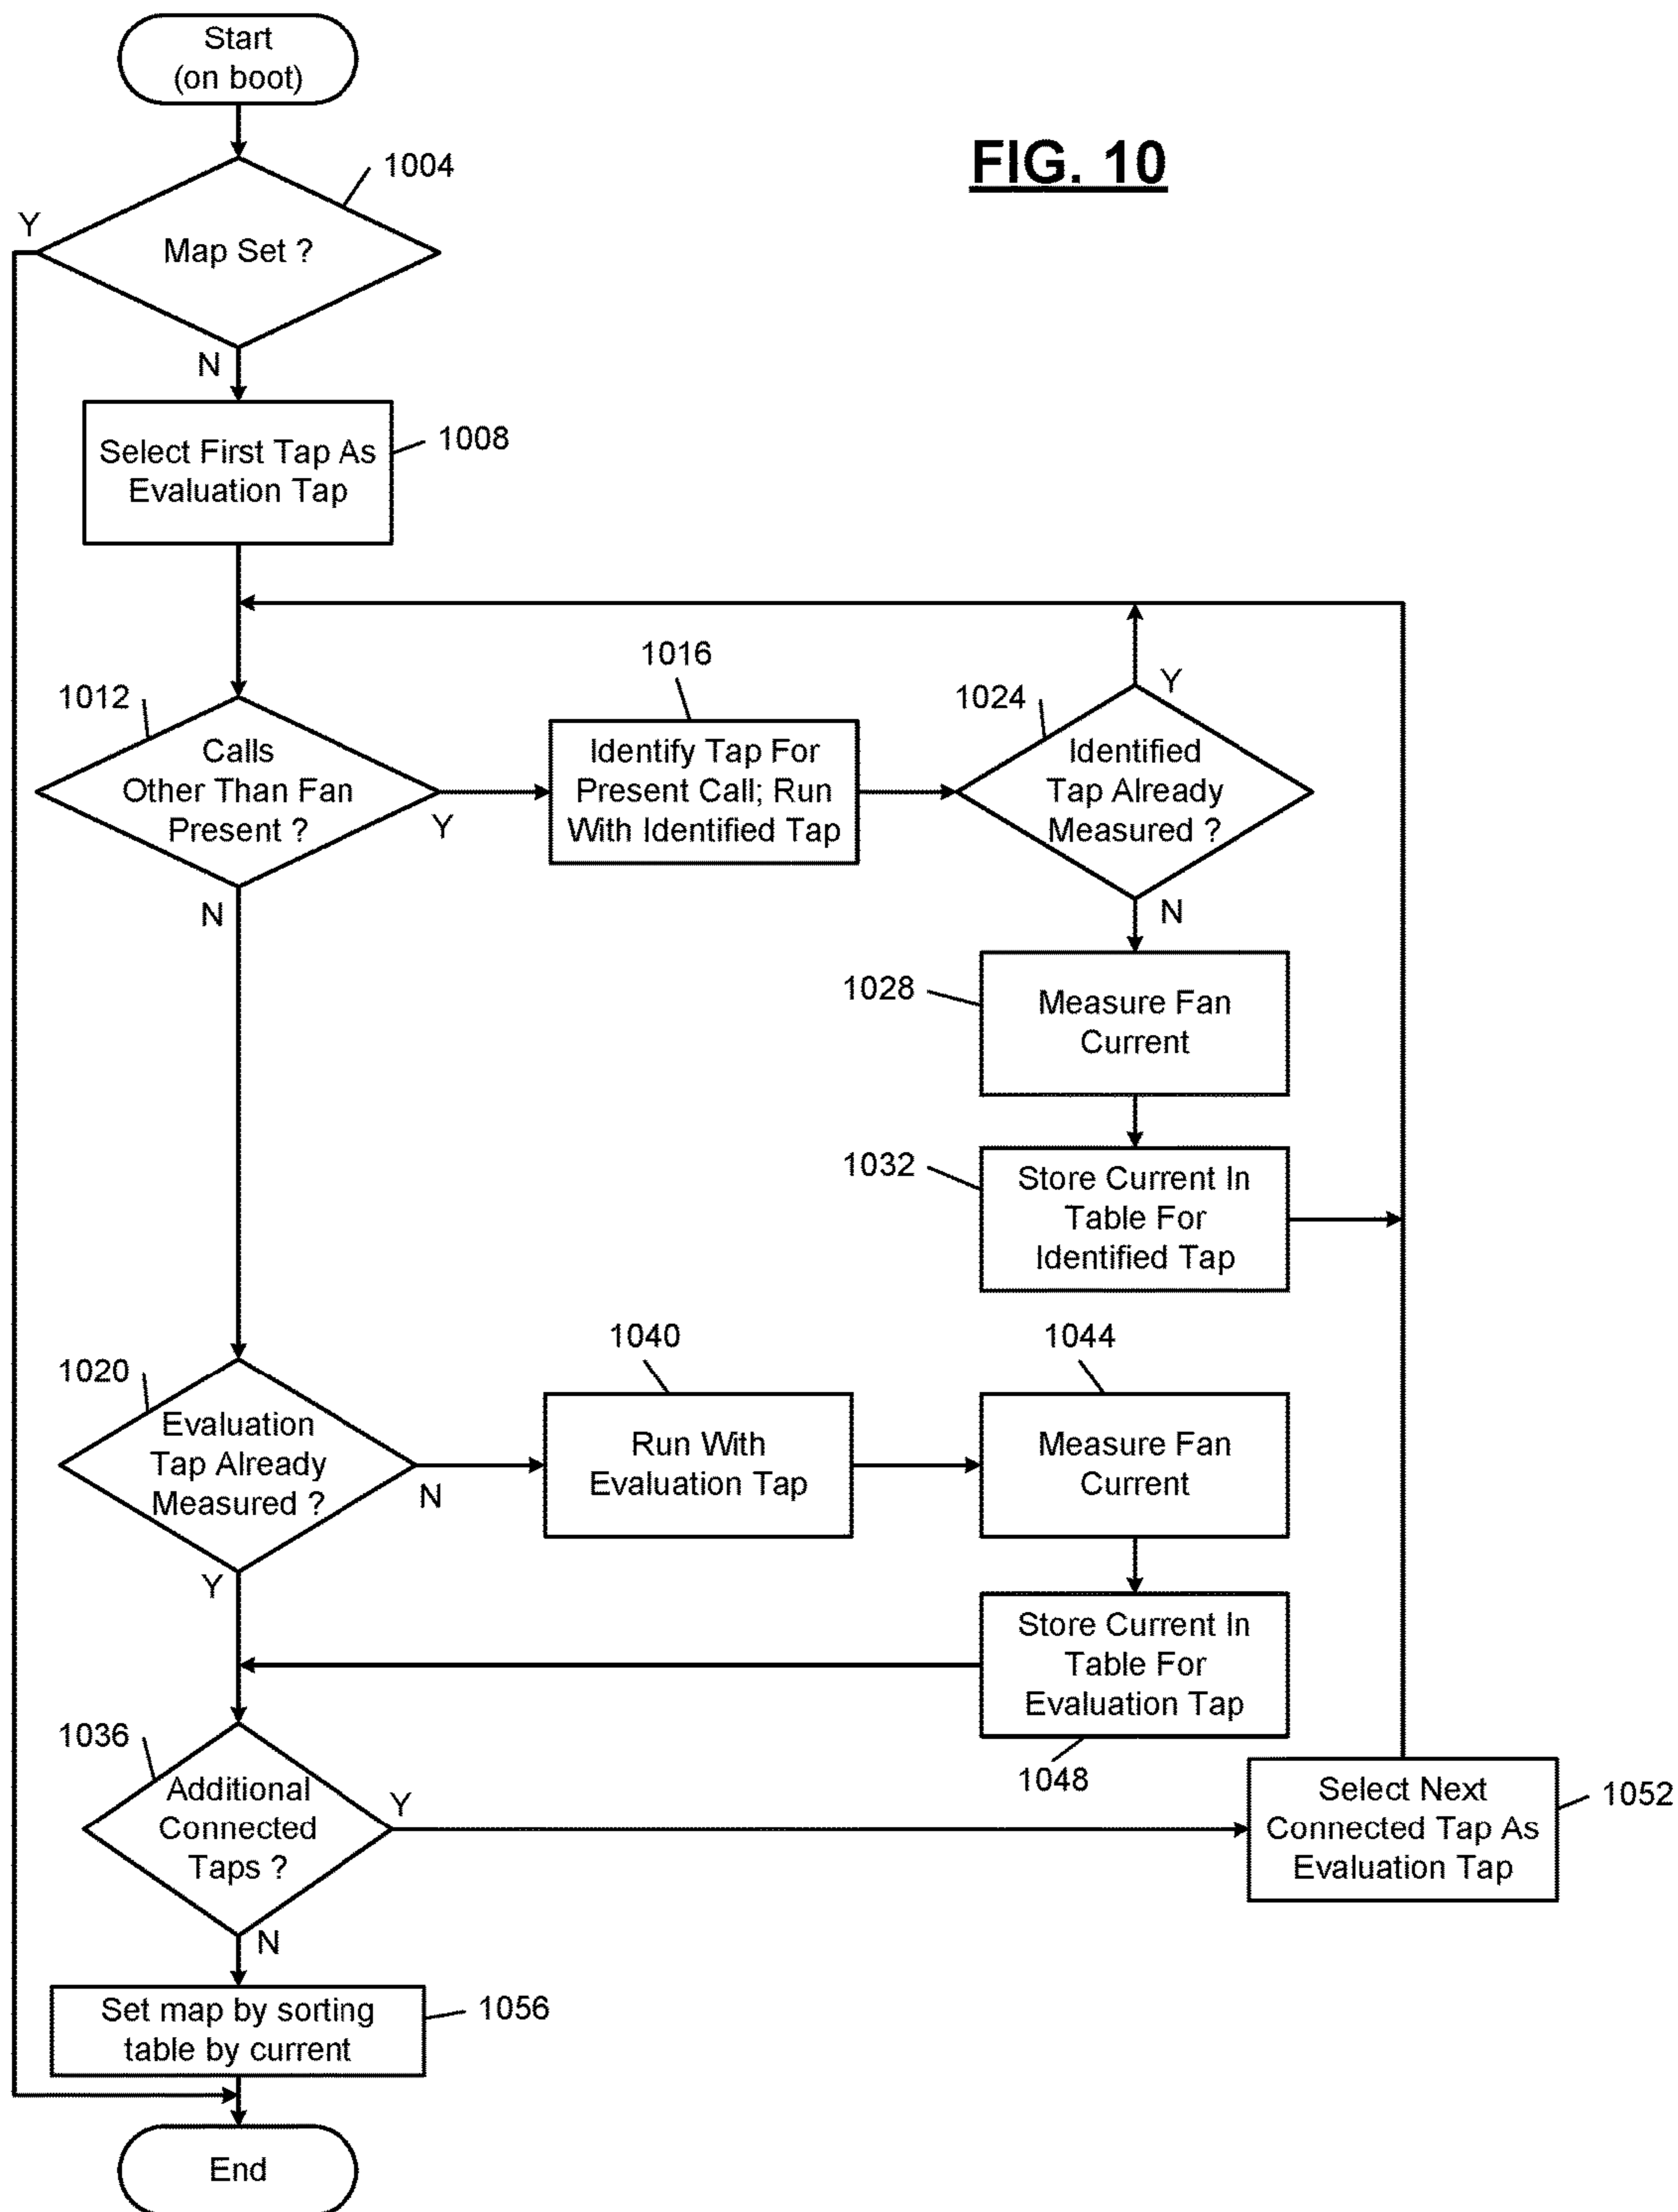 Start
(on boot)
FIG. 10
1004
Y
Map Set ?
N
1008
Select First Tap As
Evaluation Tap
1012
Calls
Other Than Fan
Present ?
Y
N
1016
Identify Tap For
Present Call; Run
With Identified Tap
1024
Y
Identified
Tap Already
Measured ?
N
1028
Measure Fan
Current
1032
Store Current In
Table For
Identified Tap
1020
Evaluation
Tap Already
Measured ?
N
Y
1040
Run With
Evaluation Tap
1044
Measure Fan
Current
Store Current In
Table For
Evaluation Tap
1048
1036
Additional
Connected
Taps ?
Y
N
Select Next
Connected Tap As
Evaluation Tap
1052
Set map by sorting
table by current
1056
End